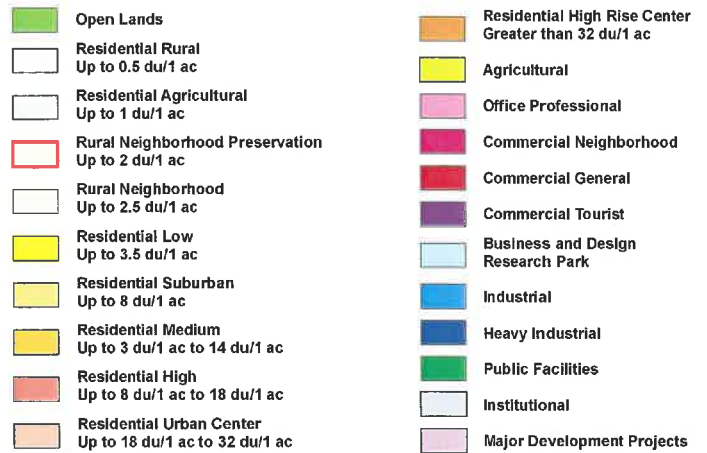 Open Lands
Residential Rural
Up to 0.5 du/1 ac
Residential Agricultural
Up to 1 du/1 ac
Rural Neighborhood Preservation
Up to 2 du/1 ac
Rural Neighborhood
Up to 2.5 du/1 ac
Residential Low
Up to 3.5 du/1 ac
Residential Suburban
Up to 8 du/1 ac
Residential Medium
Up to 3 du/1 ac to 14 du/1 ac
Residential High
Up to 8 du/1 ac to 18 du/1 ac
Residential Urban Center
Up to 18 du/1 ac to 32 du/1 ac
Residential High Rise Center
Greater than 32 du/1 ac
Agricultural
Office Professional
Commercial Neighborhood
Commercial General
Commercial Tourist
Business and Design
Research Park
Industrial
Heavy Industrial
Public Facilities
Institutional
Major Development Projects